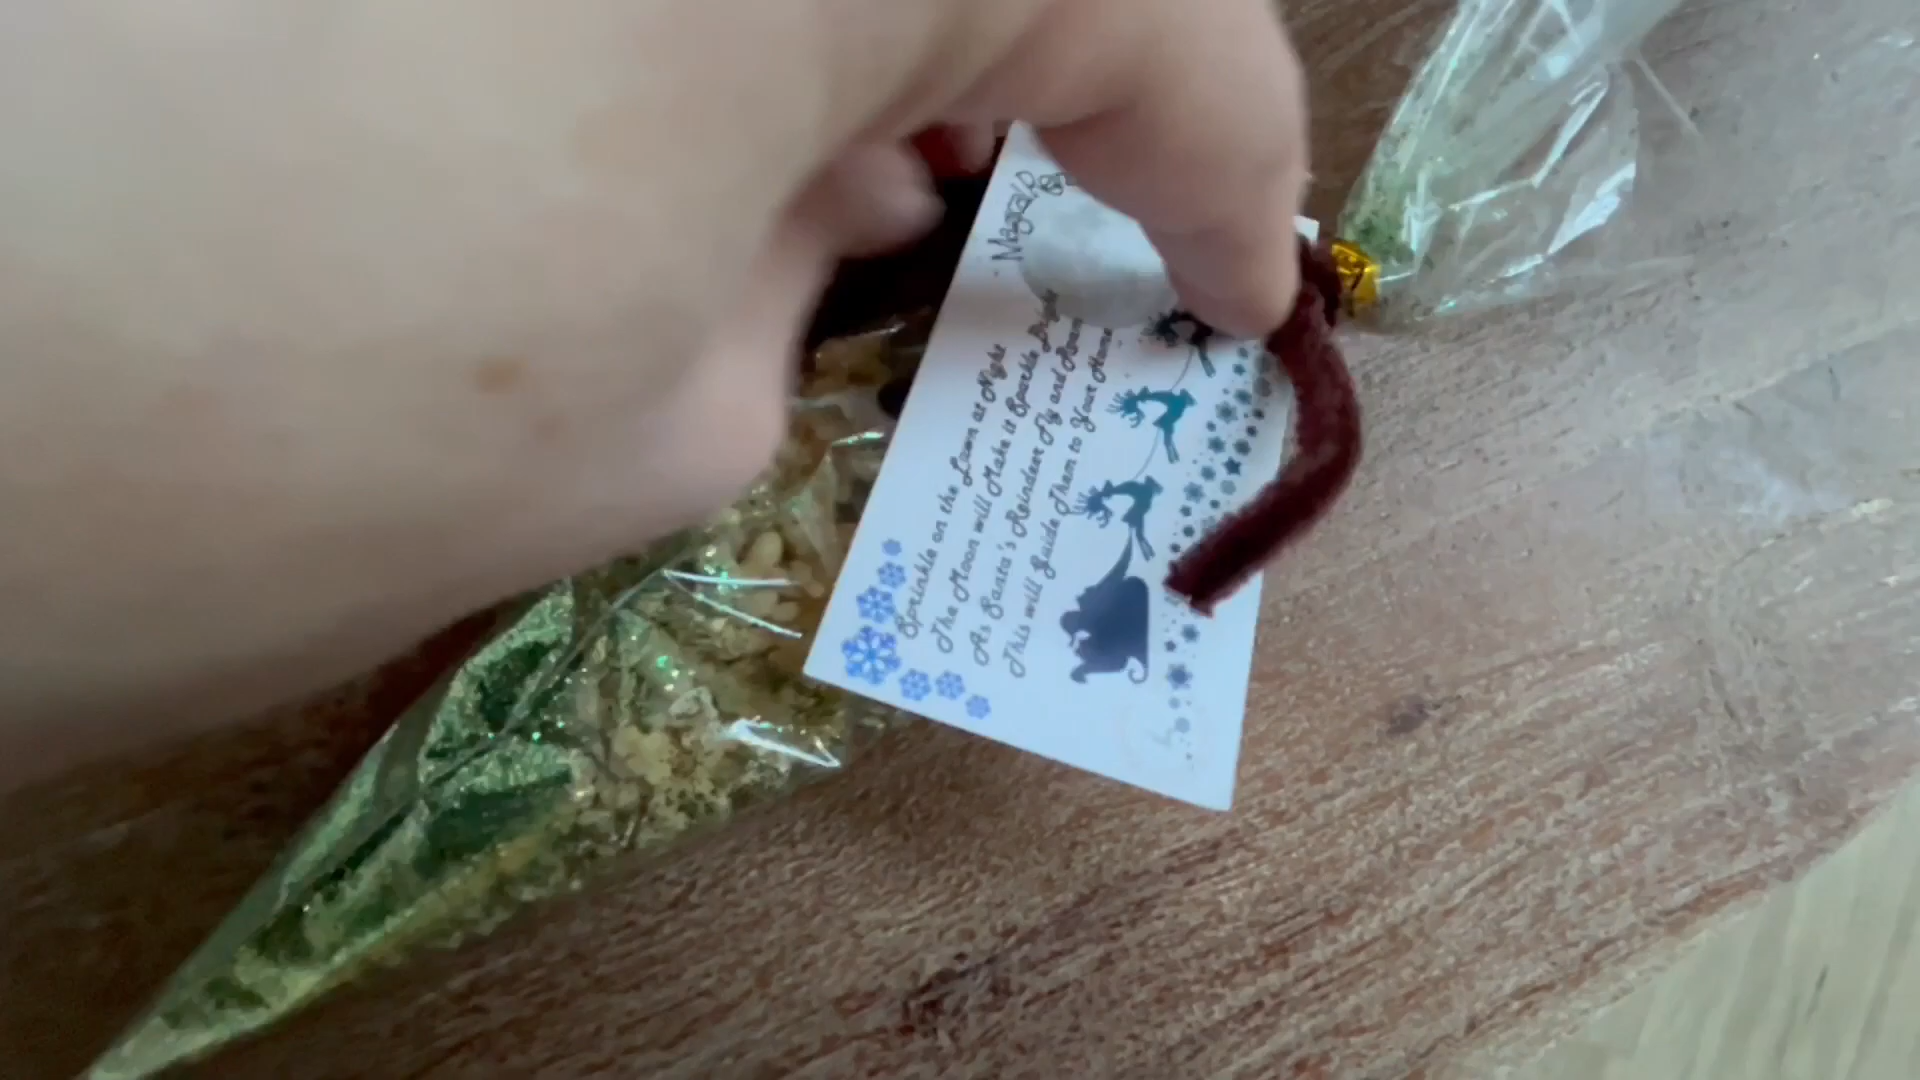 Magal
Sprinkle on the Lawn at Night
The Moon will Make it Sparkle Bright
As Santa's Reindeer Fly and Roam
This will Guide Them to Your Home